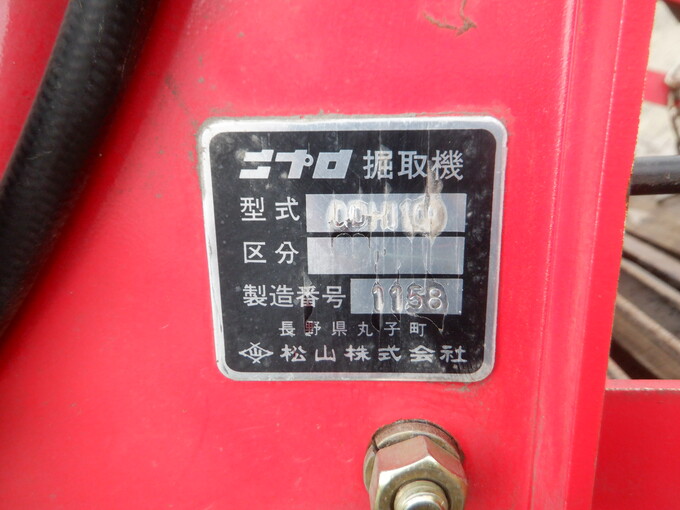 ニプロ 掘取機
型式
区分
製造番号 1158
長野県丸子町
松山株式会社